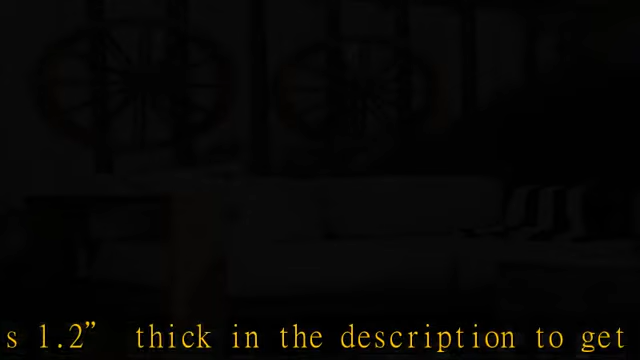 s 1.2” thick in the description to get